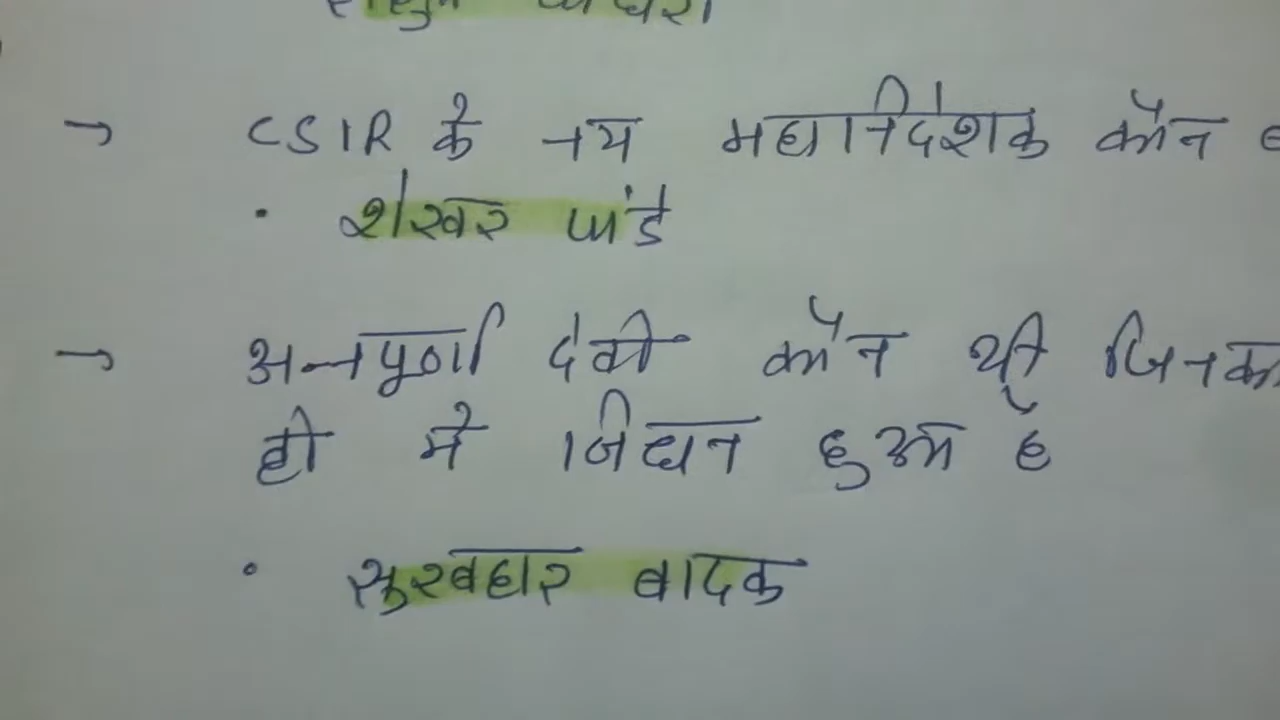 → CSIR के नय महानिदेशक कौन
• शेखर पांडे
→ अन्नपूर्णा देवी कौन थीं जिनका
ही में निधन हुआ है
• सुरबहार वादक